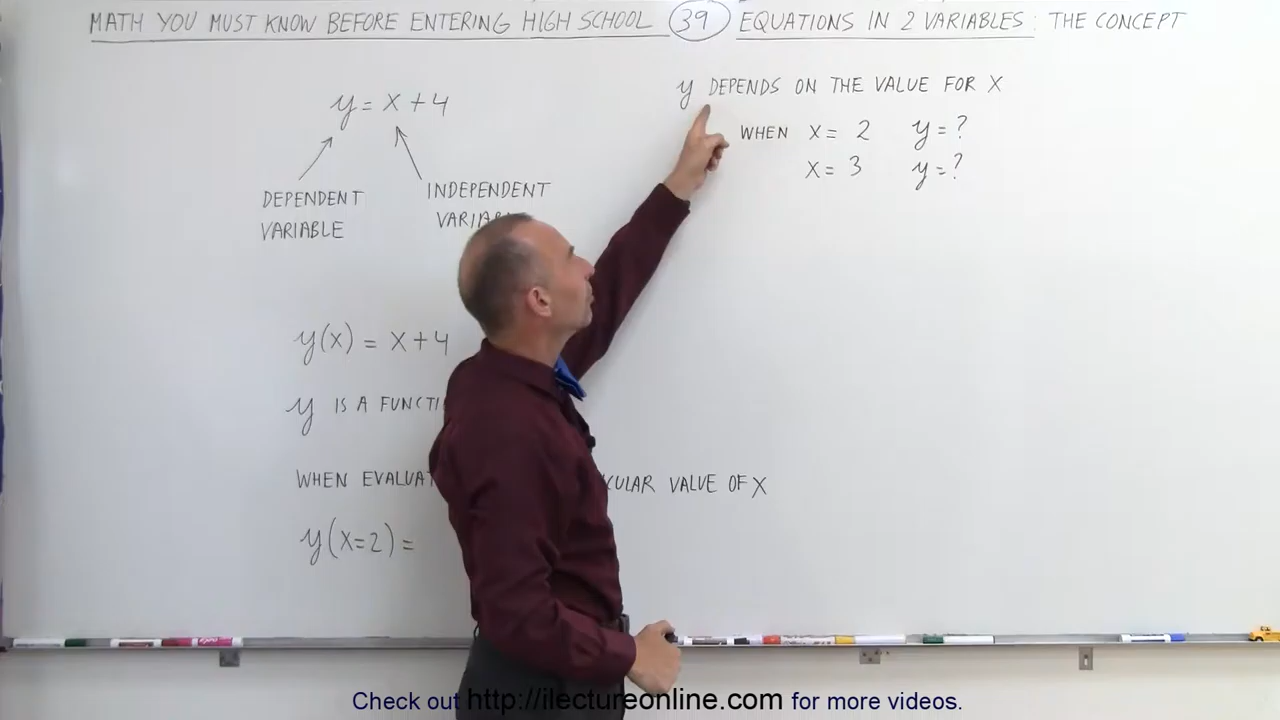 MATH YOU MUST KNOW BEFORE ENTERING HIGH SCHOOL 39 EQUATIONS IN 2 VARIABLES: THE CONCEPT
y = x + 4
DEPENDENT
VARIABLE
INDEPENDENT
y(x) = x + 4
y IS A
WHEN
VALUE OF X
y(x=2) =
y DEPENDS ON THE VALUE FOR X
WHEN x = 2 y = ?
x = 3 y = ?
Check out http://ilectureonline.com for more videos.